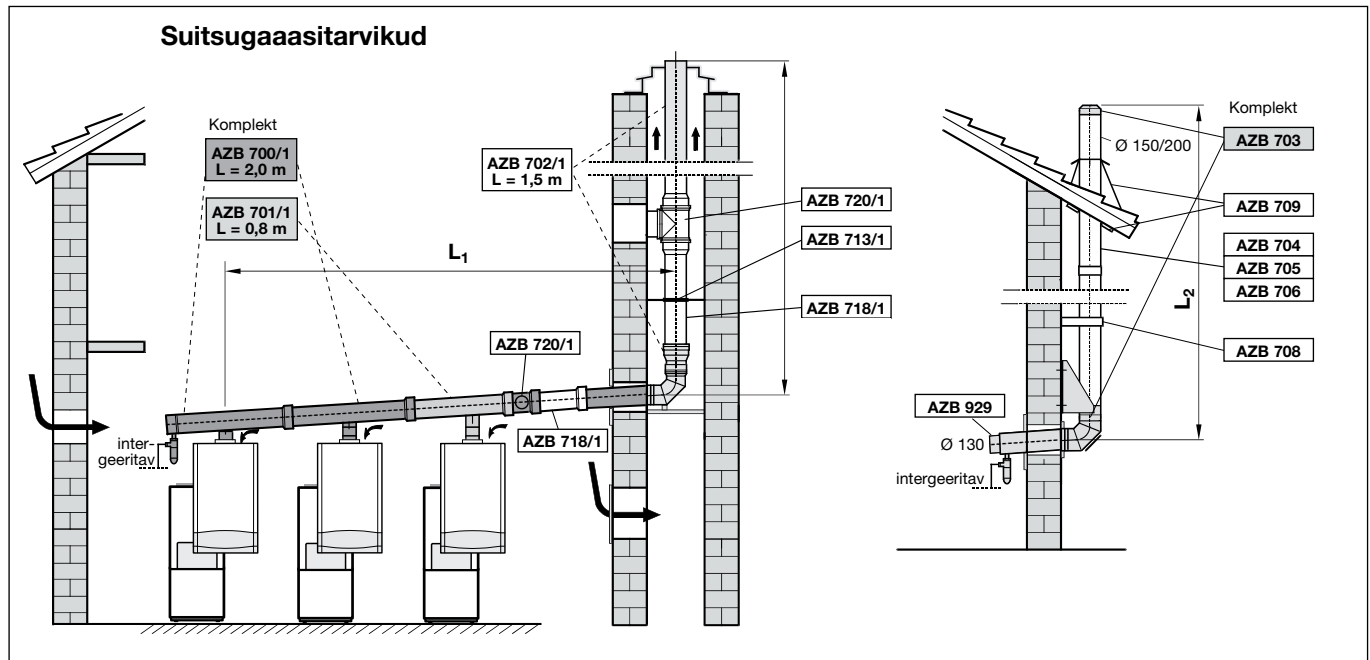 Suitsugaaasitarvikud
Komplekt
AZB 700/1
L = 2,0 m
AZB 701/1
L = 0,8 m
L1
AZB 702/1
L = 1,5 m
AZB 720/1
AZB 713/1
AZB 718/1
AZB 720/1
AZB 718/1
inter-
geeritav
Komplekt
AZB 703
Ø 150/200
AZB 709
AZB 704
AZB 705
AZB 706
L2
AZB 708
AZB 929
Ø 130
intergeeritav